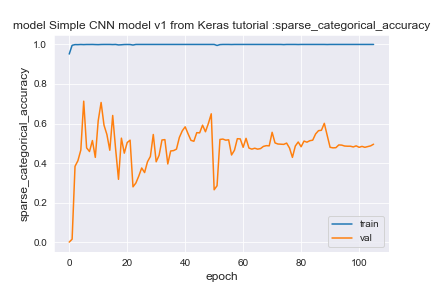 model Simple CNN model v1 from Keras tutorial :sparse_categorical_accuracy
1.0
0.8
0.6
0.4
0.2
0.0
sparse_categorical_accuracy
0 20 40 60 80 100
epoch
train
val